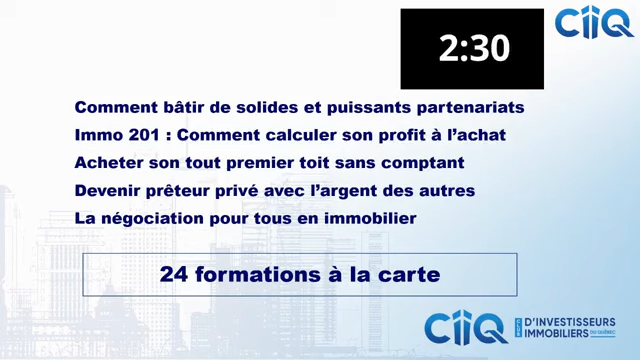 CiiQ
2:30
Comment bâtir de solides et puissants partenariats
Immo 201 : Comment calculer son profit à l'achat
Acheter son tout premier toit sans comptant
Devenir prêteur privé avec l'argent des autres
La négociation pour tous en immobilier
24 formations à la carte
CiiQ
D'INVESTISSEURS
IMMOBILIERS DU QUÉBEC